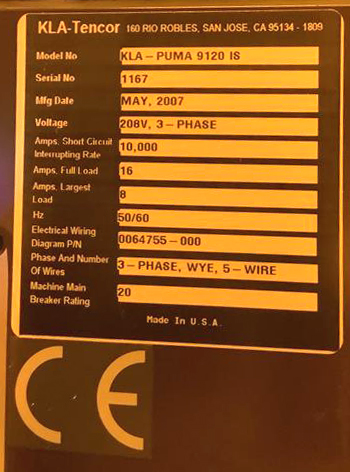 KLA-Tencor 160 RIO ROBLES, SAN JOSE, CA 95134 - 1809
Model No KLA - PUMA 9120 IS
Serial No 1167
Mfg Date MAY, 2007
Voltage 208V, 3 - PHASE
Amps, Short Circuit
Interrupting Rate 10,000
Amps, Full Load 16
Amps, Largest
Load 8
Hz 50/60
Electrical Wiring
Diagram P/N 0064755 - 000
Phase And Number
Of Wires 3 - PHASE, WYE, 5 - WIRE
Machine Main
Breaker Rating 20
Made In U.S.A.
CE